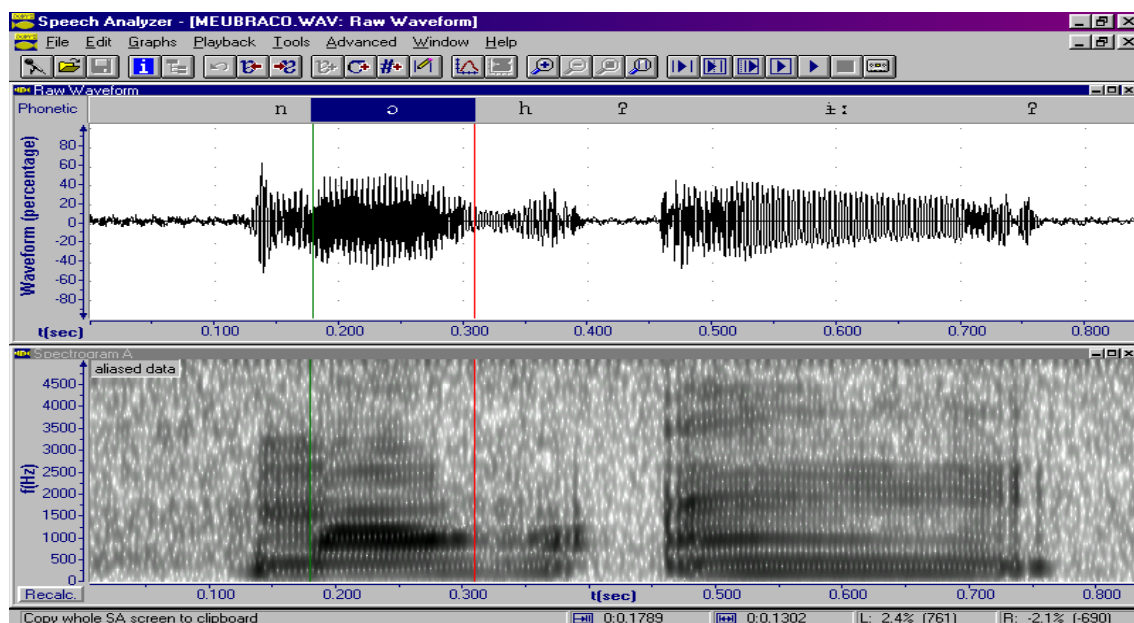 Speech Analyzer - [MEUBRACO.WAV: Raw Waveform]
File Edit Graphs Playback Tools Advanced Window Help
Raw Waveform
Phonetic n ɔ h ʔ ɨː ʔ
Waveform (percentage)
80
60
40
20
0
-20
-40
-60
-80
t(sec) 0.100 0.200 0.300 0.400 0.500 0.600 0.700 0.800
Spectrogram A
aliased data
f(Hz)
4500
4000
3500
3000
2500
2000
1500
1000
500
0
Recalc. 0.100 0.200 0.300 t(sec) 0.500 0.600 0.700 0.800
Copy whole SA screen to clipboard 0:0.1789 0:0.1302 L: 2.4% (761) R: -2.1% (-690)